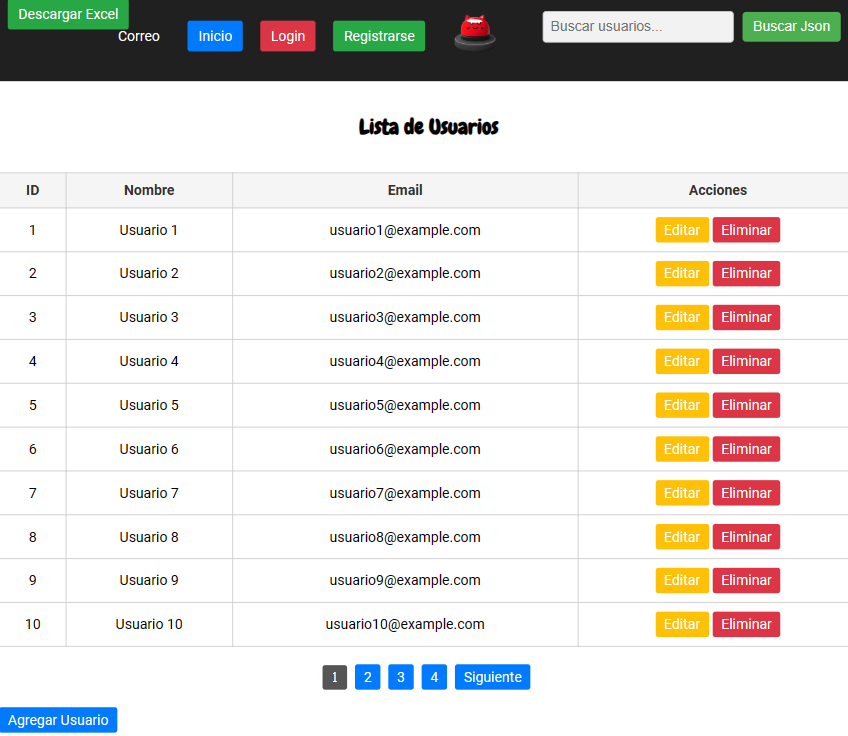 Descargar Excel
Correo Inicio Login Registrarse Buscar usuarios... Buscar Json
Lista de Usuarios
ID Nombre Email Acciones
1 Usuario 1 usuario1@example.com Editar Eliminar
2 Usuario 2 usuario2@example.com Editar Eliminar
3 Usuario 3 usuario3@example.com Editar Eliminar
4 Usuario 4 usuario4@example.com Editar Eliminar
5 Usuario 5 usuario5@example.com Editar Eliminar
6 Usuario 6 usuario6@example.com Editar Eliminar
7 Usuario 7 usuario7@example.com Editar Eliminar
8 Usuario 8 usuario8@example.com Editar Eliminar
9 Usuario 9 usuario9@example.com Editar Eliminar
10 Usuario 10 usuario10@example.com Editar Eliminar
1 2 3 4 Siguiente
Agregar Usuario